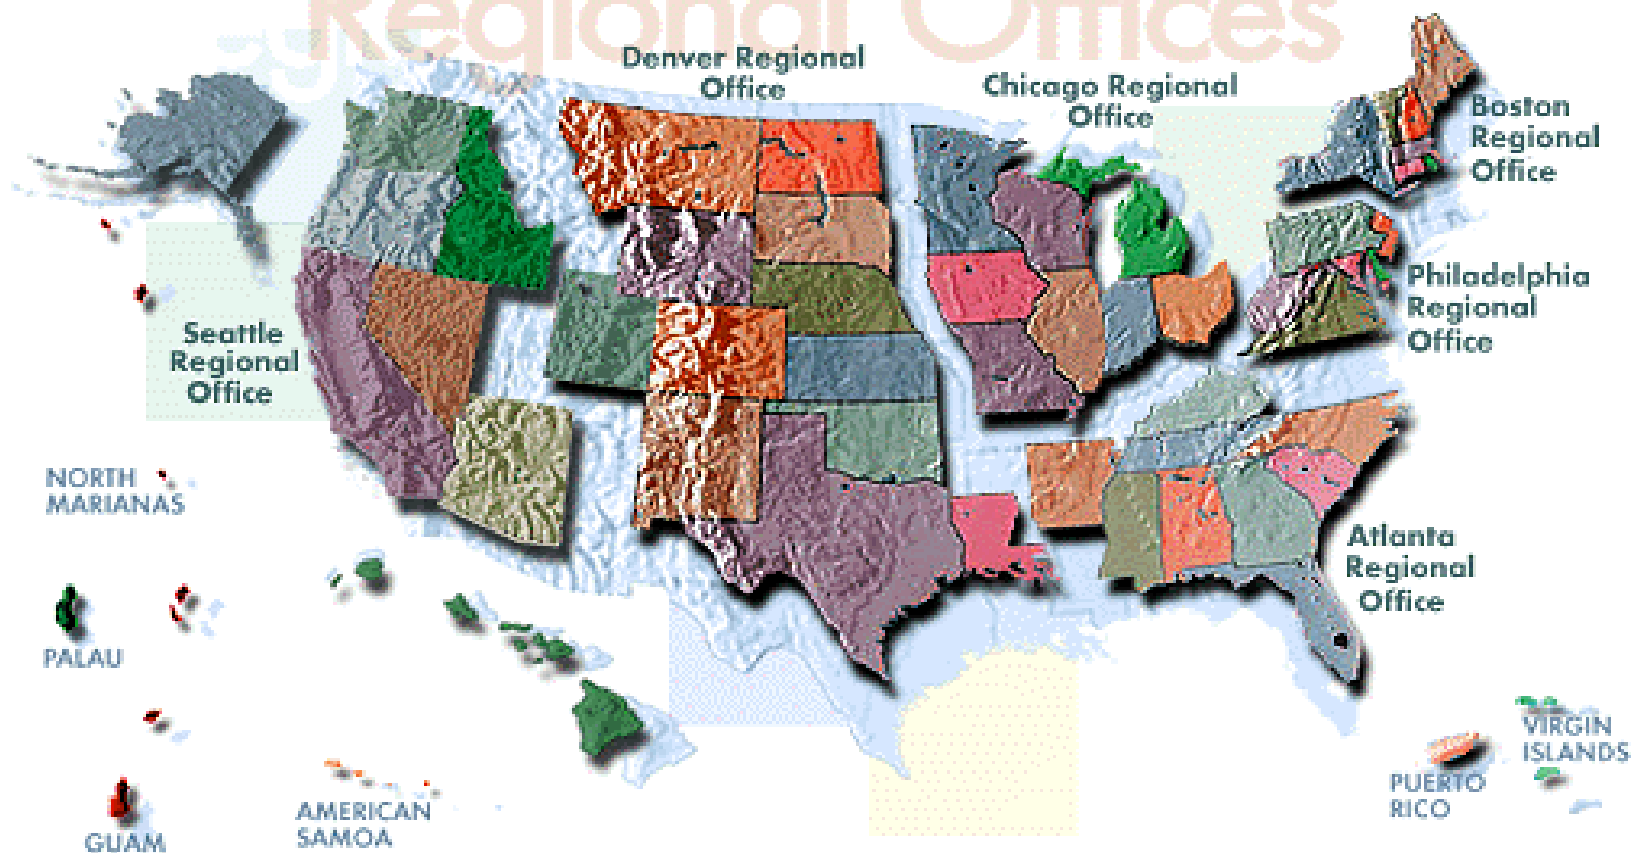 Regional Offices
Denver Regional
Office
Chicago Regional
Office
Boston
Regional
Office
Philadelphia
Regional
Office
Seattle
Regional
Office
Atlanta
Regional
Office
NORTH
MARIANAS
PALAU
GUAM
AMERICAN
SAMOA
PUERTO
RICO
VIRGIN
ISLANDS